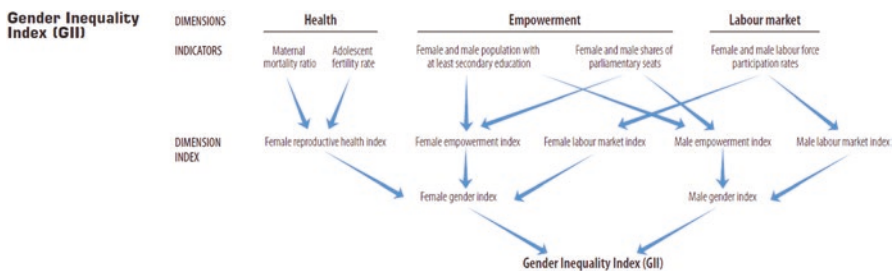 Gender Inequality
Index (GII)
DIMENSIONS
Health
Empowerment
Labour market
INDICATORS
Maternal
mortality ratio
Adolescent
fertility rate
Female and male population with
at least secondary education
Female and male shares of
parliamentary seats
Female and male labour force
participation rates
DIMENSION
INDEX
Female reproductive health index
Female empowerment index
Female labour market index
Male empowerment index
Male labour market index
Female gender index
Male gender index
Gender Inequality Index (GII)